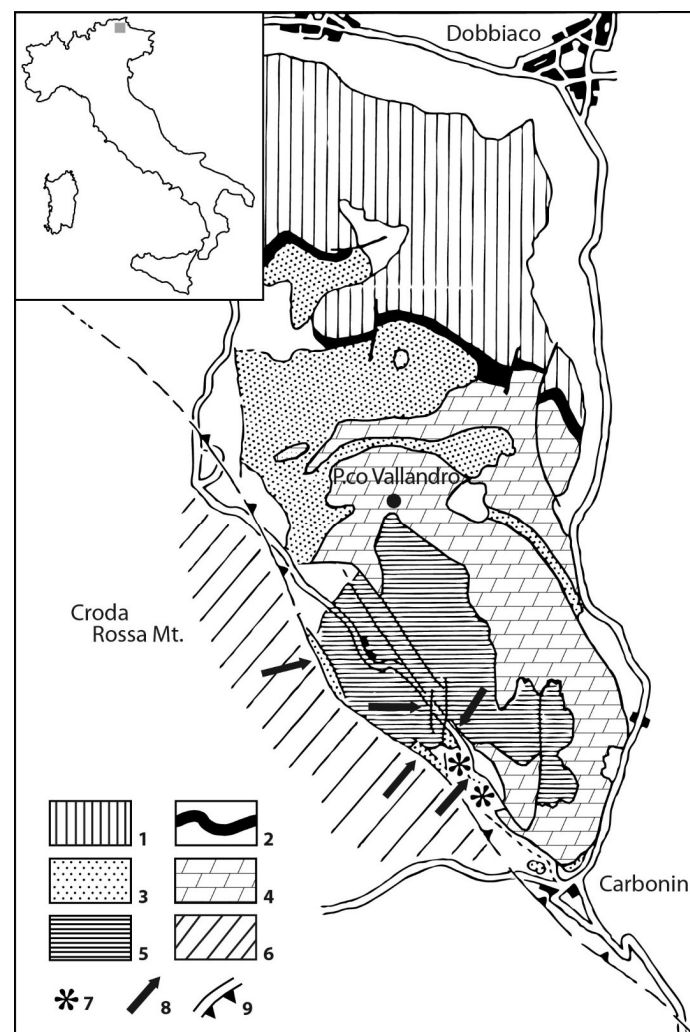 Dobbiaco
P.co Vallandro
Croda
Rossa Mt.
Carbonin
1 2
3 4
5 6
7 8 9